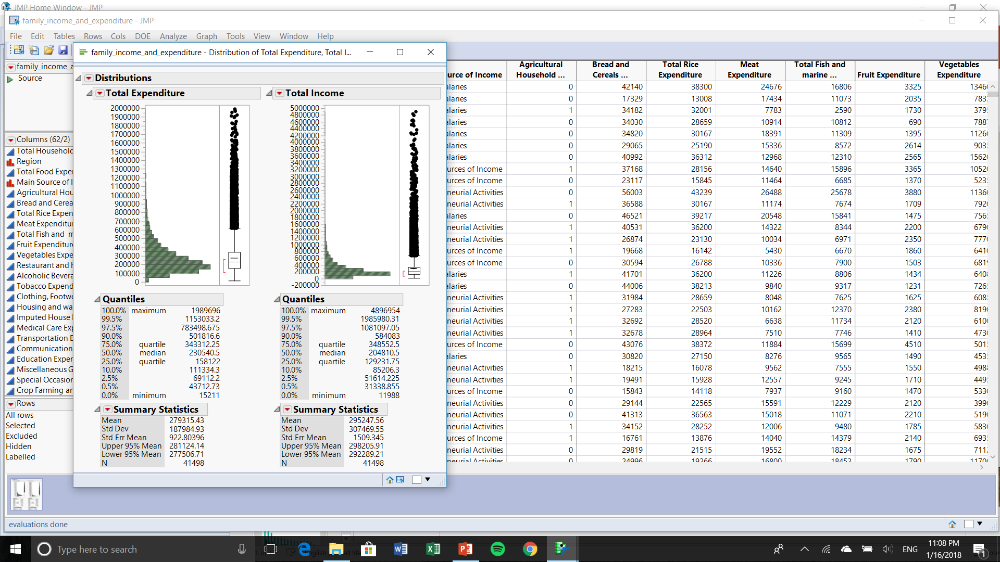 JMP Home Window - JMP
family_income_and_expenditure - JMP
File Edit Tables Rows Cols DOE Analyze Graph Tools View Window Help
family_income_and_expenditure - Distribution of Total Expenditure, Total I...
family_income_a
Source
Columns (62/2)
Total Household
Region
Total Food Expe
Main Source of I
Agricultural Hou
Bread and Cerea
Total Rice Expen
Meat Expenditur
Total Fish and m
Fruit Expenditur
Vegetables Expe
Restaurant and h
Alcoholic Bevera
Tobacco Expend
Clothing, Footwe
Housing and wa
Imputed House
Medical Care Exp
Transportation E
Communication
Education Exper
Miscellaneous G
Special Occasion
Crop Farming an
Rows
All rows
Selected
Excluded
Hidden
Labelled
Distributions
Total Expenditure
2000000
1900000
1800000
1700000
1600000
1500000
1400000
1300000
1200000
1100000
1000000
900000
800000
700000
600000
500000
400000
300000
200000
100000
0
Quantiles
100.0% maximum 1989696
99.5% 1153033.2
97.5% 783498.675
90.0% 501816.6
75.0% quartile 343312.25
50.0% median 230540.5
25.0% quartile 158122
10.0% 111334.3
2.5% 69112.2
0.5% 43712.73
0.0% minimum 15211
Summary Statistics
Mean 279315.43
Std Dev 187984.93
Std Err Mean 922.80396
Upper 95% Mean 281124.14
Lower 95% Mean 277506.71
N 41498
Total Income
5000000
4800000
4600000
4400000
4200000
4000000
3800000
3600000
3400000
3200000
3000000
2800000
2600000
2400000
2200000
2000000
1800000
1600000
1400000
1200000
1000000
800000
600000
400000
200000
0
-200000
Quantiles
100.0% maximum 4896954
99.5% 1985980.31
97.5% 1081097.05
90.0% 584083
75.0% quartile 348552.5
50.0% median 204810.5
25.0% quartile 129231.75
10.0% 85206.3
2.5% 51614.225
0.5% 31338.855
0.0% minimum 11988
Summary Statistics
Mean 295247.56
Std Dev 307469.55
Std Err Mean 1509.345
Upper 95% Mean 298205.91
Lower 95% Mean 292289.21
N 41498
urce of Income Agricultural Household ... Bread and Cereals ... Total Rice Expenditure Meat Expenditure Total Fish and marine ... Fruit Expenditure Vegetables Expenditure
alaries 0 42140 38300 24676 16806 3325 1346
alaries 0 17329 13008 17434 11073 2035 783
alaries 1 34182 32001 7783 2590 1730 379
alaries 0 34030 28659 10914 10812 690 788
alaries 0 34820 30167 18391 11309 1395 1126
alaries 0 29065 25190 15336 8572 2614 903
alaries 0 40992 36312 12968 12310 2565 1562
urces of Income 1 37168 28156 14640 15896 3365 1052
urces of Income 0 23117 15845 11464 6685 1370 523
neurial Activities 0 56003 43239 26488 25678 3880 1136
neurial Activities 1 36588 30167 11174 7674 1709 792
alaries 0 46521 39217 20548 15841 1475 756
neurial Activities 1 40531 36200 14322 8344 2200 679
neurial Activities 1 26874 23130 10034 6971 2350 777
urces of Income 1 19668 16142 5430 6670 1860 641
urces of Income 0 30594 26788 10336 7900 1503 681
alaries 1 41701 36200 11226 8806 1434 640
alaries 0 44006 38213 9840 9317 1231 726
neurial Activities 1 31984 28659 8048 7625 1625 608
neurial Activities 1 27283 22503 10162 12370 2380 819
neurial Activities 1 32692 28520 6638 11734 2120 610
neurial Activities 1 32678 28964 7510 7746 1410 473
urces of Income 0 43076 38372 11884 15699 4510 501
alaries 0 30820 27150 8276 9565 1490 453
neurial Activities 1 18215 16078 9562 7555 1550 498
neurial Activities 1 19491 15928 12557 9245 1710 449
urces of Income 0 15843 14118 7937 9160 1470 533
neurial Activities 0 29144 22565 15591 12229 2120 399
neurial Activities 0 41313 36563 15018 11071 2210 519
neurial Activities 1 34152 28252 12006 9480 1785 583
urces of Income 1 16761 13876 14040 14379 2140 693
neurial Activities 0 29819 21515 19552 18234 1675 711
neurial Activities 0 24996 19266 16800 18452 1790 1170
evaluations done
Type here to search
ENG
11:08 PM
1/16/2018
1